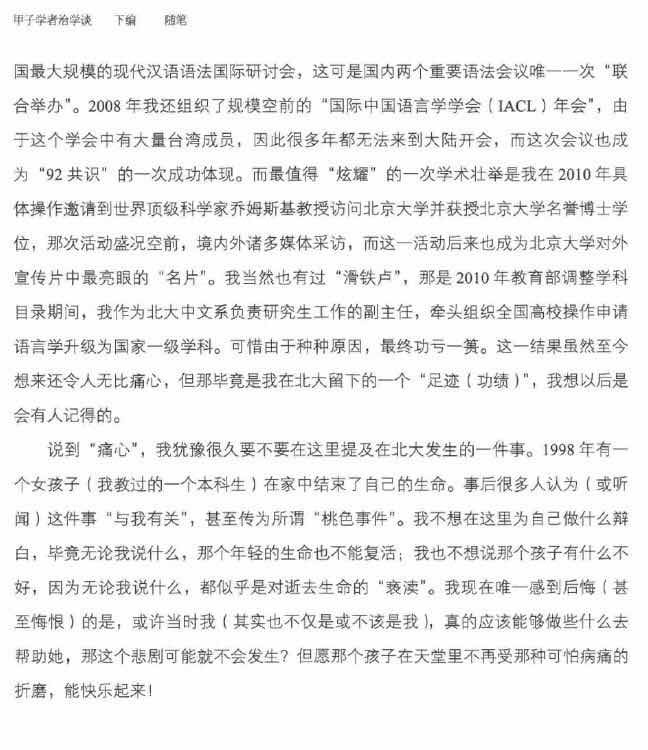 甲子学者治学谈 下编 随笔
国最大规模的现代汉语语法国际研讨会，这可是国内两个重要语法会议唯一一次“联
合举办”。2008年我还组织了规模空前的“国际中国语言学学会（IACL）年会”，由
于这个学会中有大量台湾成员，因此很多年都无法来到大陆开会，而这次会议也成
为“92共识”的一次成功体现。而最值得“炫耀”的一次学术壮举是我在2010年具
体操作邀请到世界顶级科学家乔姆斯基教授访问北京大学并获授北京大学名誉博士学
位，那次活动盛况空前，境内外诸多媒体采访，而这一活动后来也成为北京大学对外
宣传片中最亮眼的“名片”。我当然也有过“滑铁卢”，那是2010年教育部调整学科
目录期间，我作为北大中文系负责研究生工作的副主任，牵头组织全国高校操作申请
语言学升级为国家一级学科。可惜由于种种原因，最终功亏一篑。这一结果虽然至今
想来还令人无比痛心，但那毕竟是我在北大留下的一个“足迹（功绩）”，我想以后是
会有人记得的。
说到“痛心”，我犹豫很久要不要在这里提及在北大发生的一件事。1998年有一
个女孩子（我教过的一个本科生）在家中结束了自己的生命。事后很多人认为（或听
闻）这件事“与我有关”，甚至传为所谓“桃色事件”。我不想在这里为自己做什么辩
白，毕竟无论我说什么，那个年轻的生命也不能复活；我也不想说那个孩子有什么不
好，因为无论我说什么，都似乎是对逝去生命的“亵渎”。我现在唯一感到后悔（甚
至悔恨）的是，或许当时我（其实也不仅是或不该是我），真的应该能够做些什么去
帮助她，那这个悲剧可能就不会发生？但愿那个孩子在天堂里不再受那种可怕病痛的
折磨，能快乐起来！